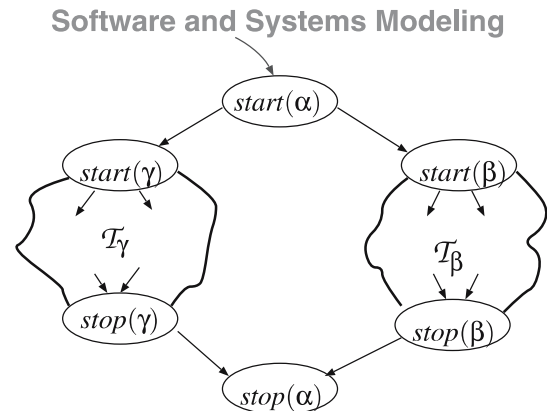 Software and Systems Modeling
start(α)
start(γ)
start(β)
𝒯γ
𝒯β
stop(γ)
stop(β)
stop(α)